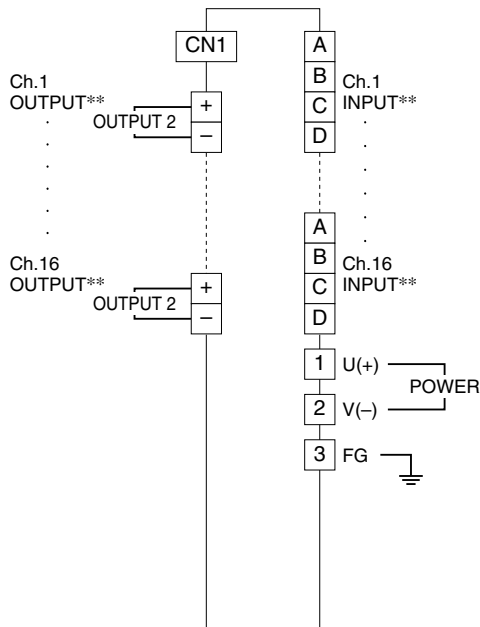 CN1
A
B
C
D
Ch.1
INPUT**
Ch.1
OUTPUT**
OUTPUT 2
+
–
A
B
C
D
Ch.16
INPUT**
Ch.16
OUTPUT**
OUTPUT 2
+
–
1 U(+)
POWER
2 V(–)
3 FG